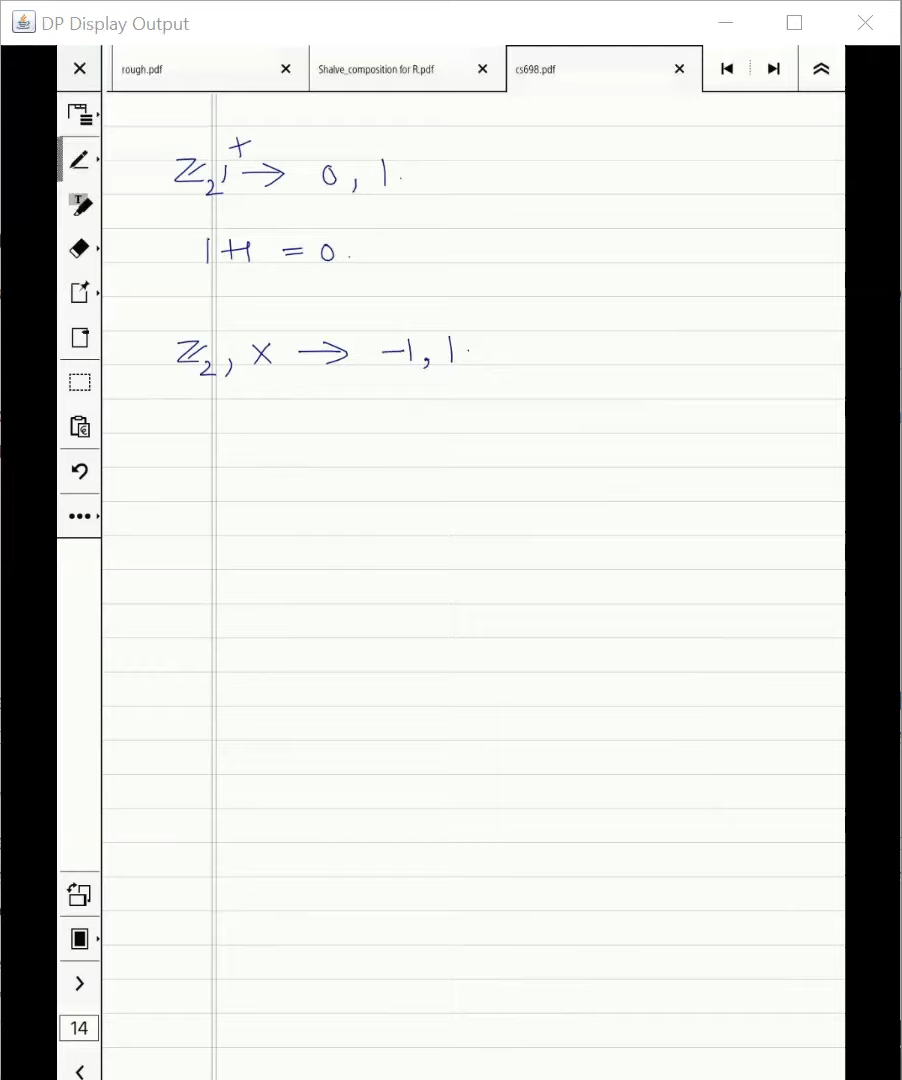 DP Display Output
rough.pdf
Shalve_composition for R.pdf
cs698.pdf
ℤ₂, + → 0, 1.
1+1 = 0.
ℤ₂, × → -1, 1.
14